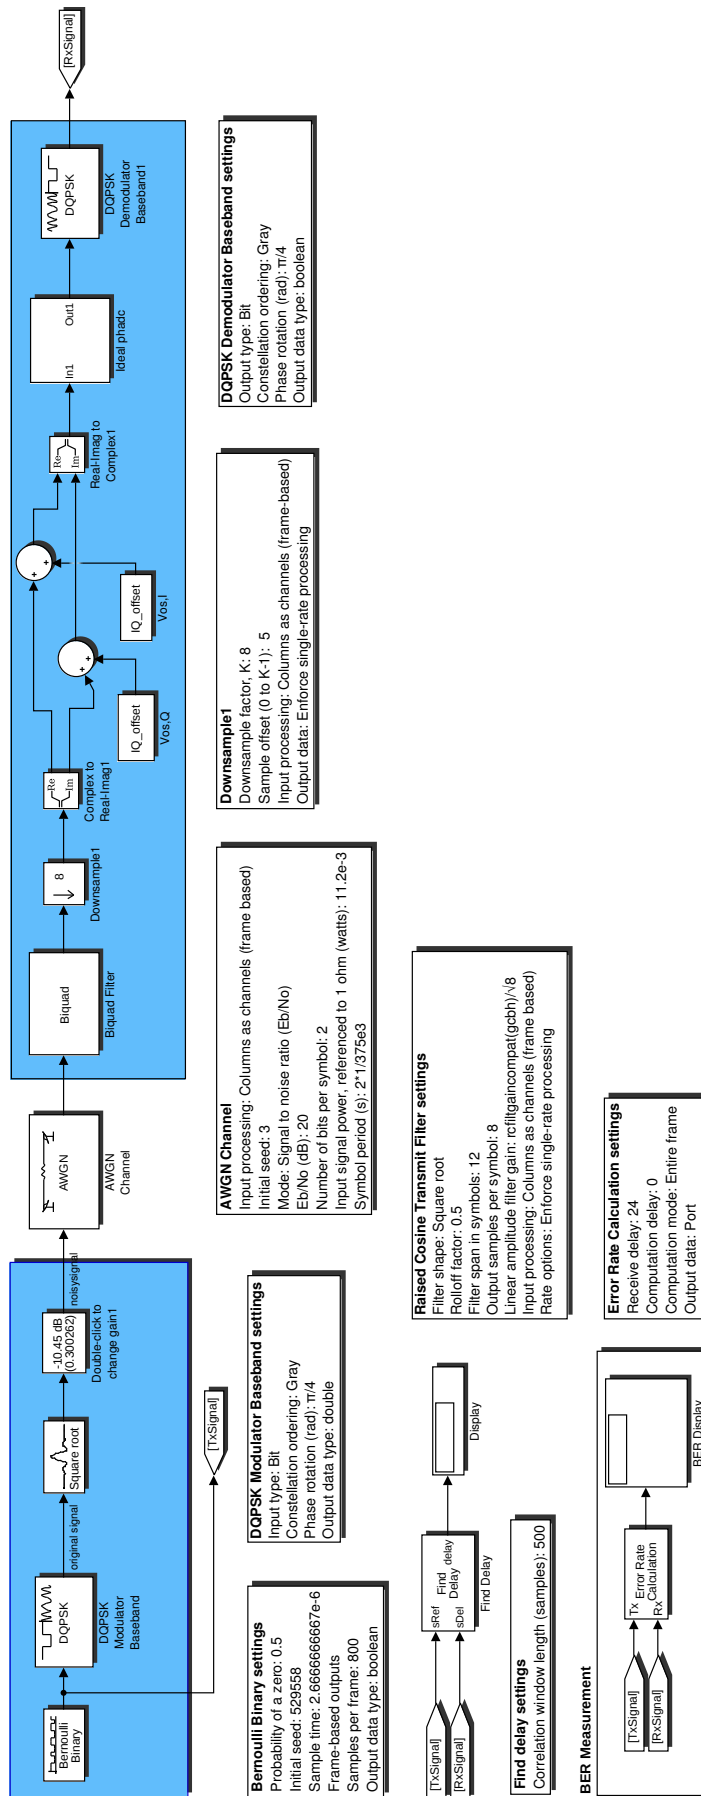 Bernoulli
Binary
DQPSK
DQPSK
Modulator
Baseband
original signal
Square root
-10.45 dB
(0.300262)
Double-click to
change gain1
noisysignal
[TxSignal]
AWGN
AWGN
Channel
Biquad
Biquad Filter
8
Downsample1
Re
Im
Complex to
Real-Imag1
+
+
+
+
IQ_offset
Vos,Q
IQ_offset
Vos,I
Re
Im
Real-Imag to
Complex1
In1
Out1
Ideal phadc
DQPSK
DQPSK
Demodulator
Baseband1
[RxSignal]
Bernoulli Binary settings
Probability of a zero: 0.5
Initial seed: 529558
Sample time: 2.6666666667e-6
Frame-based outputs
Samples per frame: 800
Output data type: boolean
DQPSK Modulator Baseband settings
Input type: Bit
Constellation ordering: Gray
Phase rotation (rad): π/4
Output data type: double
AWGN Channel
Input processing: Columns as channels (frame based)
Initial seed: 3
Mode: Signal to noise ratio (Eb/No)
Eb/No (dB): 20
Number of bits per symbol: 2
Input signal power, referenced to 1 ohm (watts): 11.2e-3
Symbol period (s): 2*1/375e3
Downsample1
Downsample factor, K: 8
Sample offset (0 to K-1): 5
Input processing: Columns as channels (frame-based)
Output data: Enforce single-rate processing
DQPSK Demodulator Baseband settings
Output type: Bit
Constellation ordering: Gray
Phase rotation (rad): π/4
Output data type: boolean
[TxSignal]
[RxSignal]
sRef
sDel
Find
Delay
delay
Find Delay
Display
Raised Cosine Transmit Filter settings
Filter shape: Square root
Rolloff factor: 0.5
Filter span in symbols: 12
Output samples per symbol: 8
Linear amplitude filter gain: rcfiltgaincompat(gcbh)/√8
Input processing: Columns as channels (frame based)
Rate options: Enforce single-rate processing
Find delay settings
Correlation window length (samples): 500
BER Measurement
[TxSignal]
[RxSignal]
Tx
Rx
Error Rate
Calculation
BER Display
Error Rate Calculation settings
Receive delay: 24
Computation delay: 0
Computation mode: Entire frame
Output data: Port